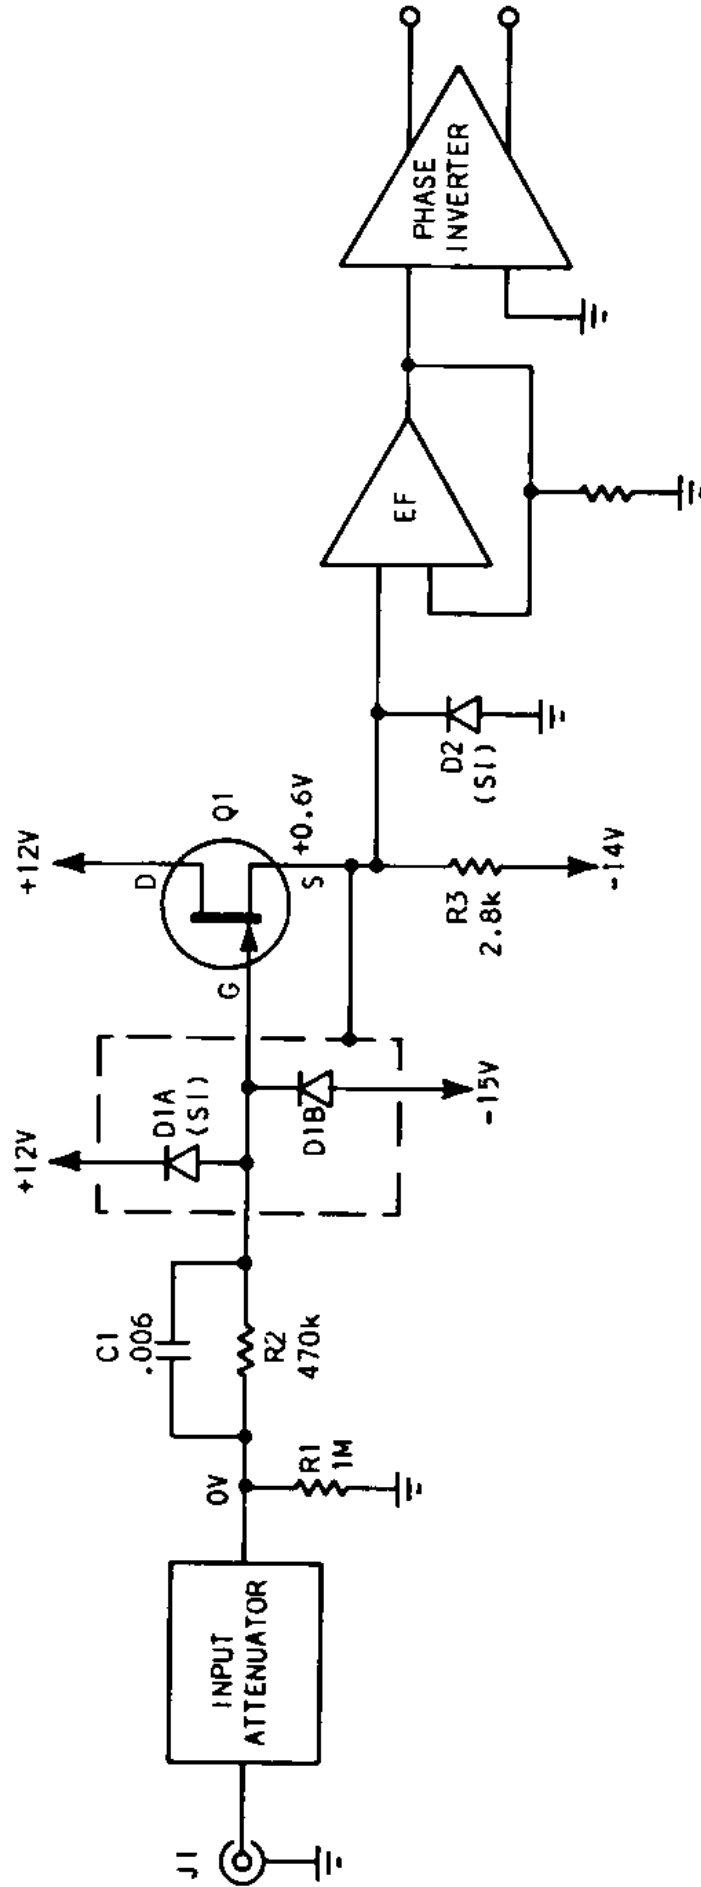 J1
INPUT
ATTENUATOR
0V
R1
1M
C1
.006
R2
470k
+12V
D1A
(SI)
D1B
-15V
+12V
D
G
Q1
S
+0.6V
R3
2.8k
-14V
D2
(SI)
EF
PHASE
INVERTER